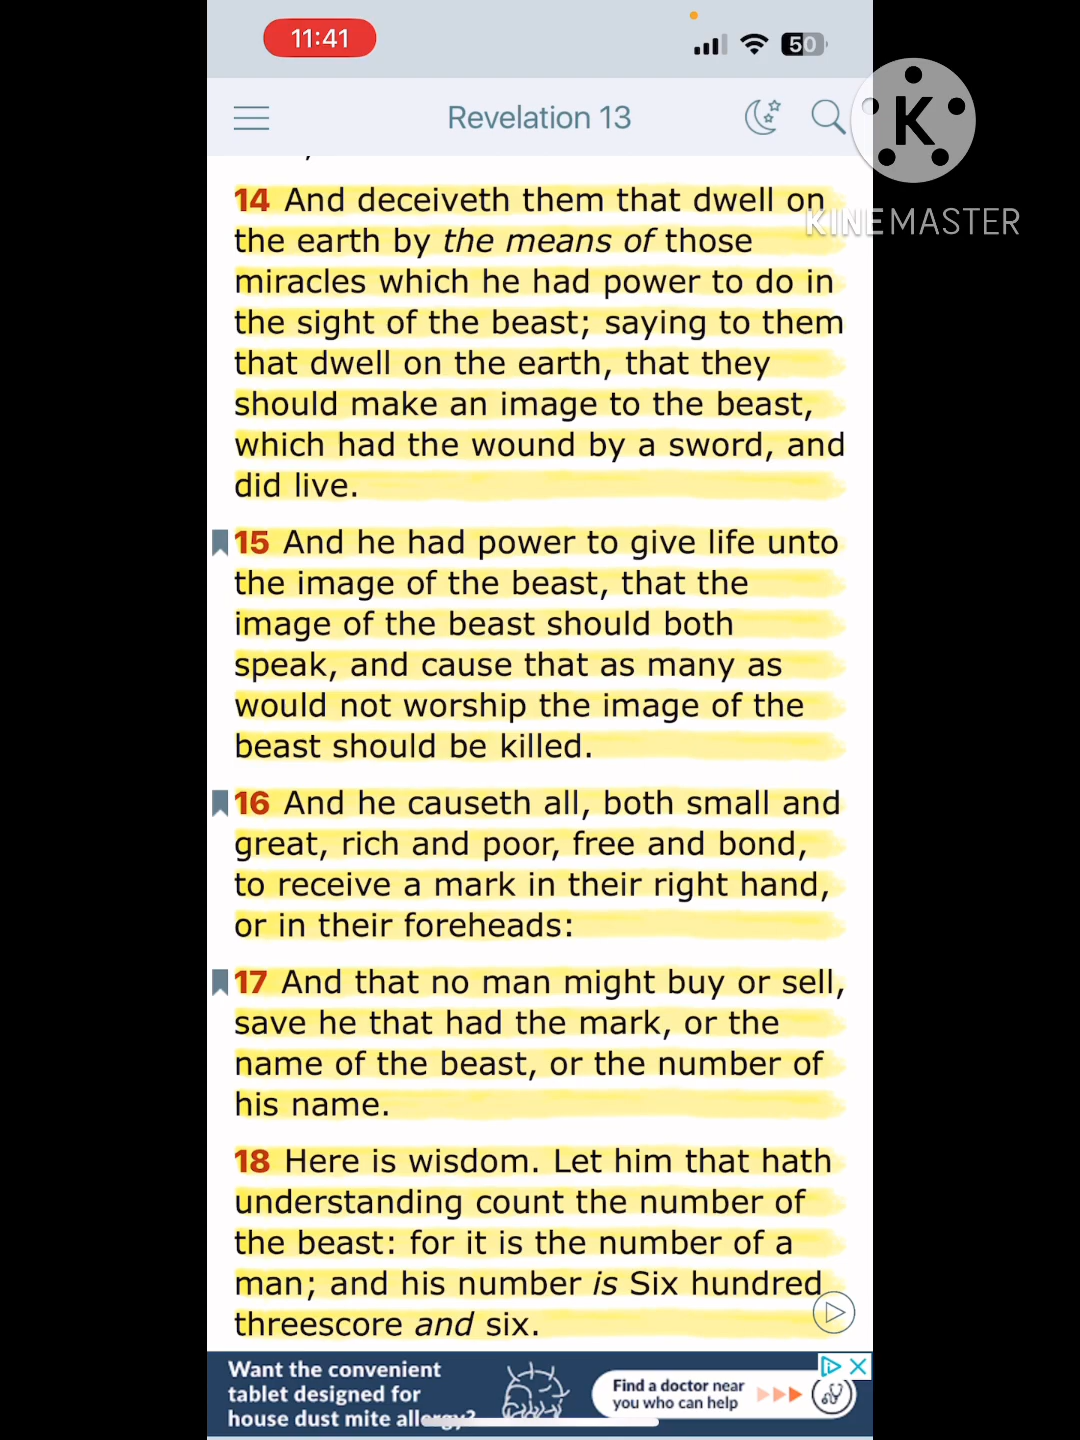 11:41
50
Revelation 13
K
KINEMASTER
14 And deceiveth them that dwell on
the earth by the means of those
miracles which he had power to do in
the sight of the beast; saying to them
that dwell on the earth, that they
should make an image to the beast,
which had the wound by a sword, and
did live.
15 And he had power to give life unto
the image of the beast, that the
image of the beast should both
speak, and cause that as many as
would not worship the image of the
beast should be killed.
16 And he causeth all, both small and
great, rich and poor, free and bond,
to receive a mark in their right hand,
or in their foreheads:
17 And that no man might buy or sell,
save he that had the mark, or the
name of the beast, or the number of
his name.
18 Here is wisdom. Let him that hath
understanding count the number of
the beast: for it is the number of a
man; and his number is Six hundred
threescore and six.
Want the convenient
tablet designed for
house dust mite allergy?
Find a doctor near
you who can help